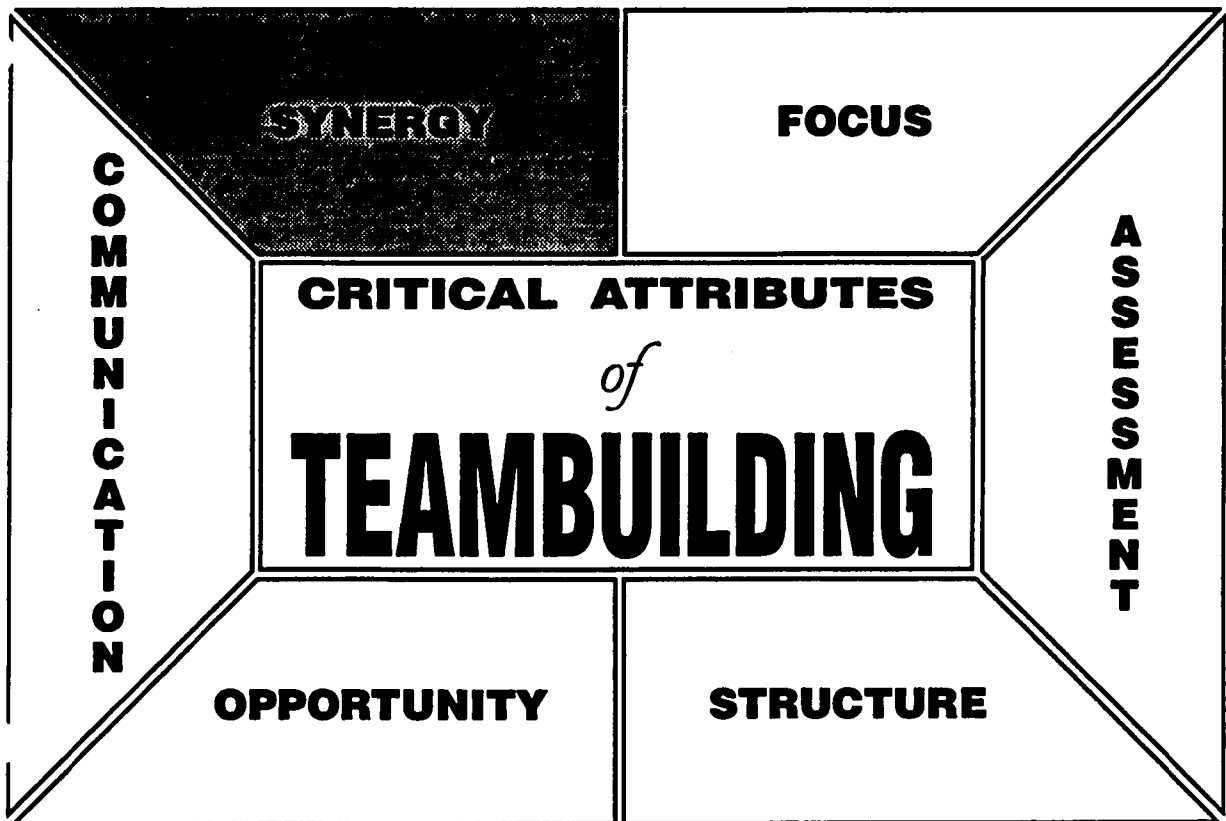 SYNERGY
FOCUS
COMMUNICATION
ASSESSMENT
CRITICAL ATTRIBUTES
of
TEAMBUILDING
OPPORTUNITY
STRUCTURE